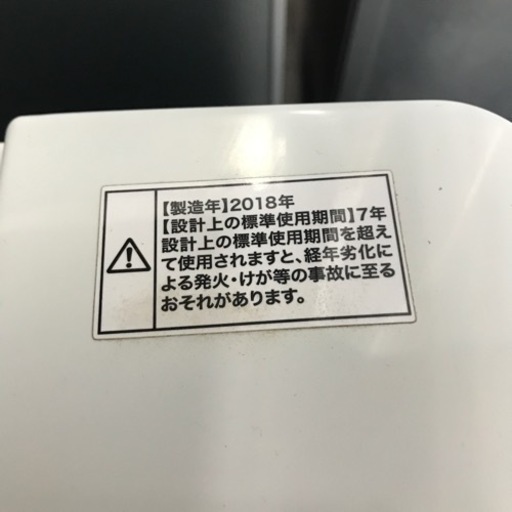 【製造年】2018年
【設計上の標準使用期間】7年
設計上の標準使用期間を超え
て使用されますと、経年劣化に
よる発火・けが等の事故に至る
おそれがあります。